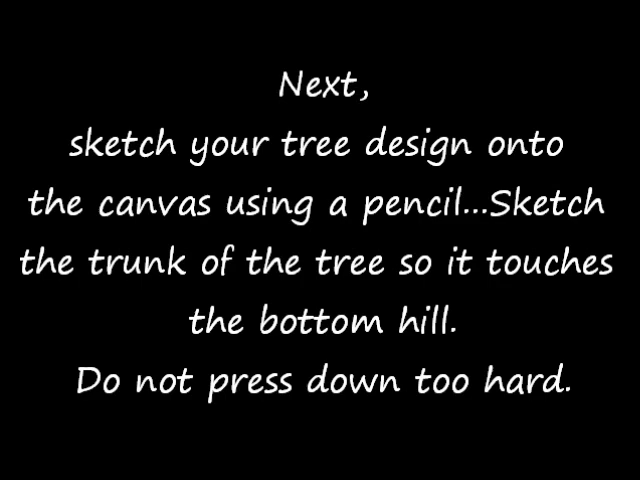 Next,
sketch your tree design onto
the canvas using a pencil...Sketch
the trunk of the tree so it touches
the bottom hill.
Do not press down too hard.